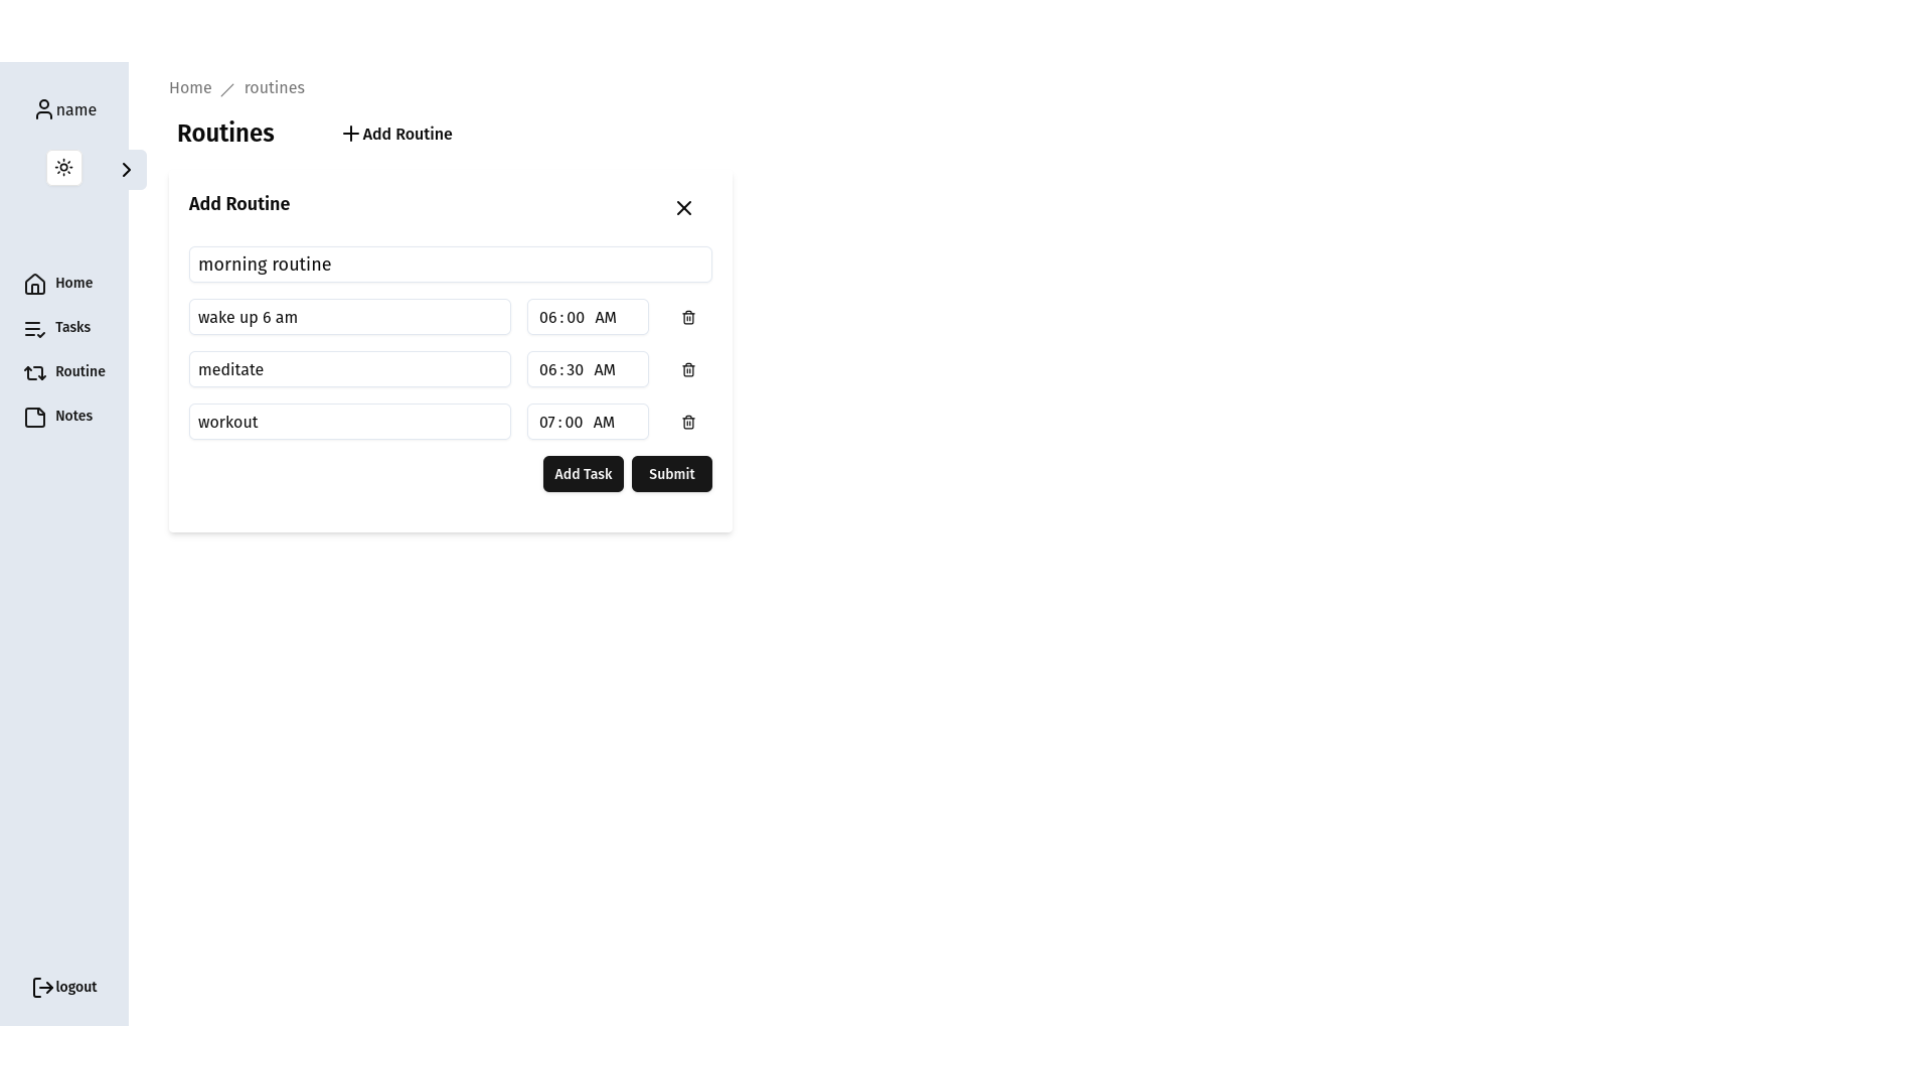 name
Home
Tasks
Routine
Notes
logout
Home / routines
Routines
Add Routine
Add Routine
morning routine
wake up 6 am 06:00 AM
meditate 06:30 AM
workout 07:00 AM
Add Task Submit